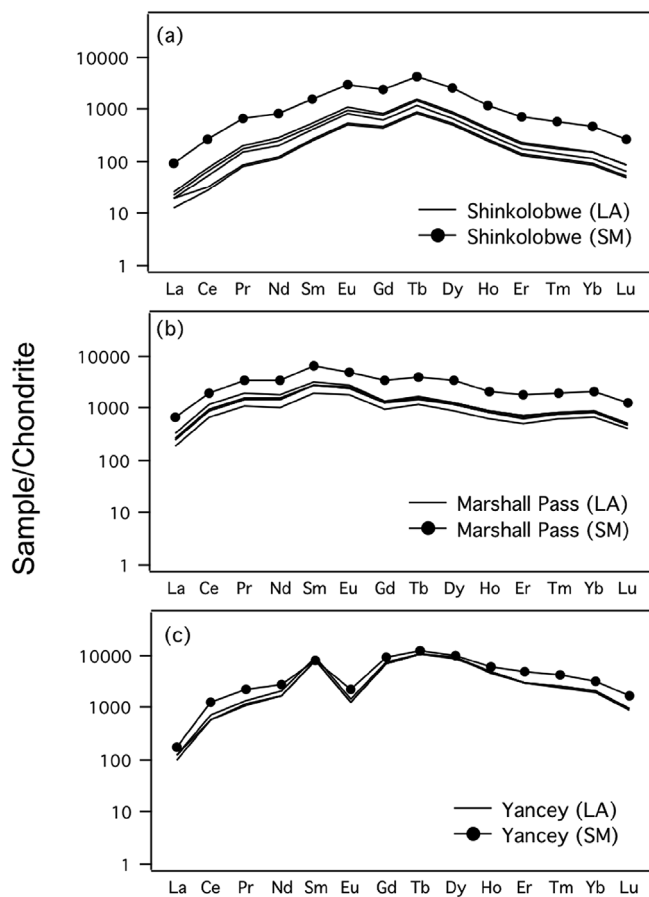 Sample/Chondrite
(a)
10000
1000
100
10
1
Shinkolobwe (LA)
Shinkolobwe (SM)
La Ce Pr Nd Sm Eu Gd Tb Dy Ho Er Tm Yb Lu
(b)
10000
1000
100
10
1
Marshall Pass (LA)
Marshall Pass (SM)
La Ce Pr Nd Sm Eu Gd Tb Dy Ho Er Tm Yb Lu
(c)
10000
1000
100
10
1
Yancey (LA)
Yancey (SM)
La Ce Pr Nd Sm Eu Gd Tb Dy Ho Er Tm Yb Lu